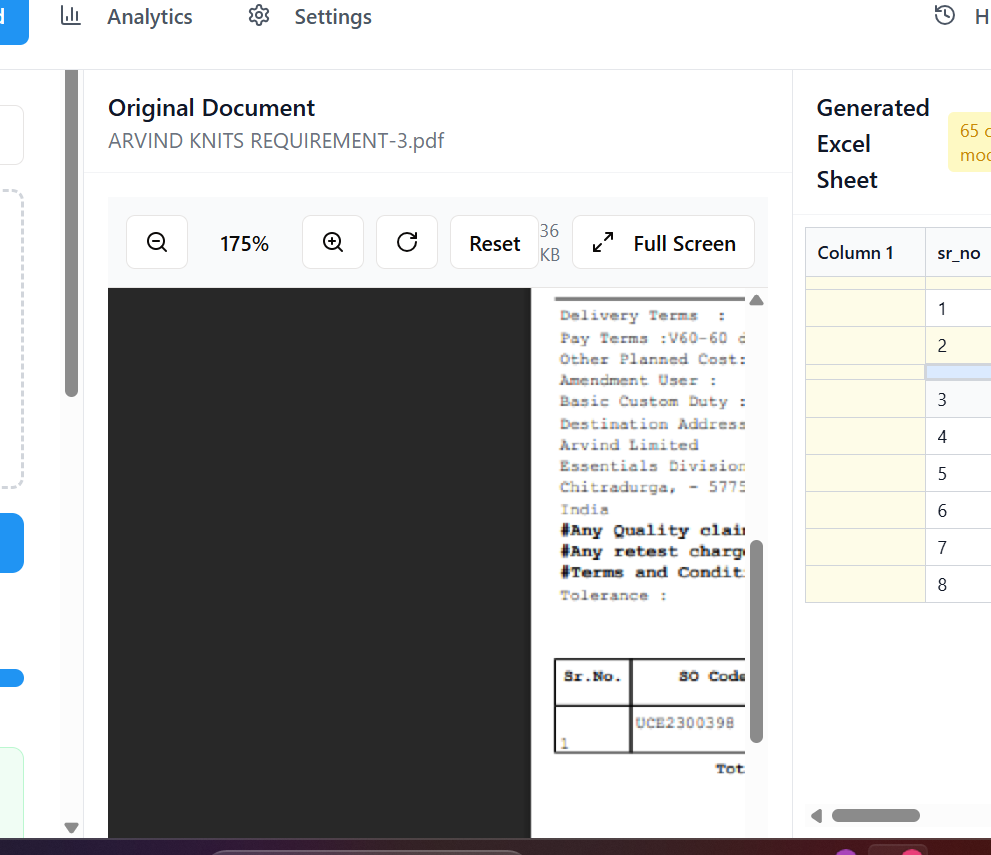 Analytics
Settings
Original Document
ARVIND KNITS REQUIREMENT-3.pdf
175%
Reset
36
KB
Full Screen
Delivery Terms :
Pay Terms :V60-60 d
Other Planned Cost:
Amendment User :
Basic Custom Duty :
Destination Address
Arvind Limited
Essentials Division
Chitradurga, - 5775
India
#Any Quality clai
#Any retest charg
#Terms and Condit
Tolerance :
Sr.No. SO Code
UCE2300398
1
Tot
Generated
Excel
Sheet
65 c
moc
Column 1 sr_no
1
2
3
4
5
6
7
8